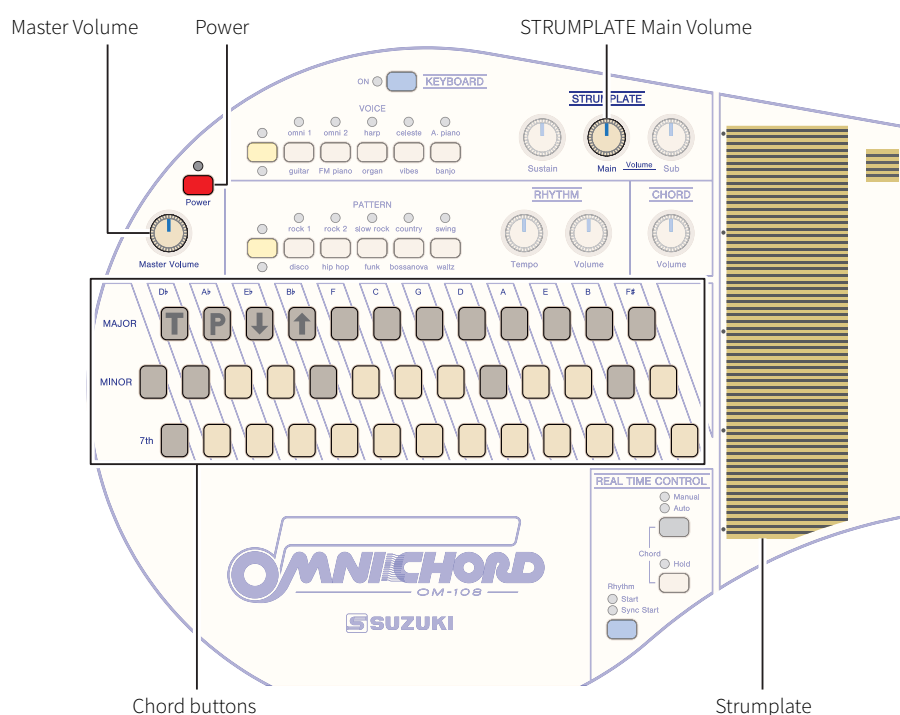 Master Volume
Power
STRUMPLATE Main Volume
ON
KEYBOARD
VOICE
omni 1 omni 2 harp celeste A. piano
guitar FM piano organ vibes banjo
STRUMPLATE
Sustain
Main
Volume
Sub
Power
Master Volume
PATTERN
rock 1 rock 2 slow rock country swing
disco hip hop funk bossanova waltz
RHYTHM
Tempo
Volume
CHORD
Volume
D♭ A♭ E♭ B♭ F C G D A E B F#
MAJOR
T P ↓ ↑
MINOR
7th
REAL TIME CONTROL
Manual
Auto
Chord
Hold
Rhythm
Start
Sync Start
OMNICHORD
OM-108
SUZUKI
Chord buttons
Strumplate